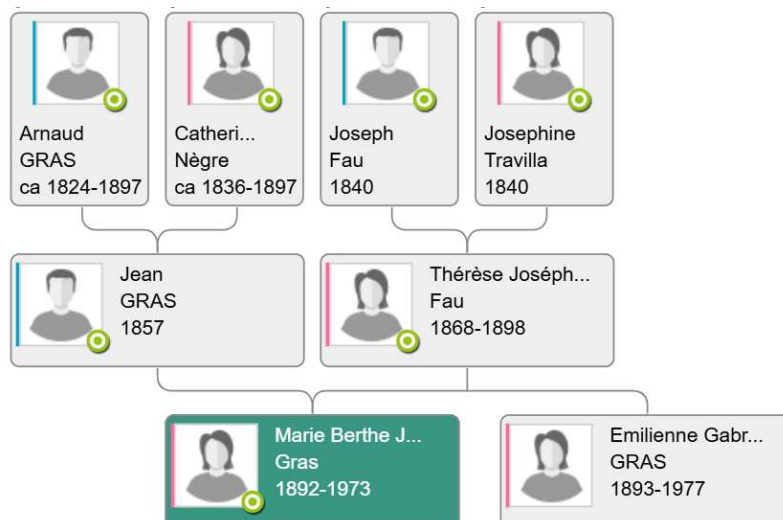 Arnaud
GRAS
ca 1824-1897
Catheri...
Nègre
ca 1836-1897
Joseph
Fau
1840
Josephine
Travilla
1840
Jean
GRAS
1857
Thérèse Joséph...
Fau
1868-1898
Marie Berthe J...
Gras
1892-1973
Emilienne Gabr...
GRAS
1893-1977